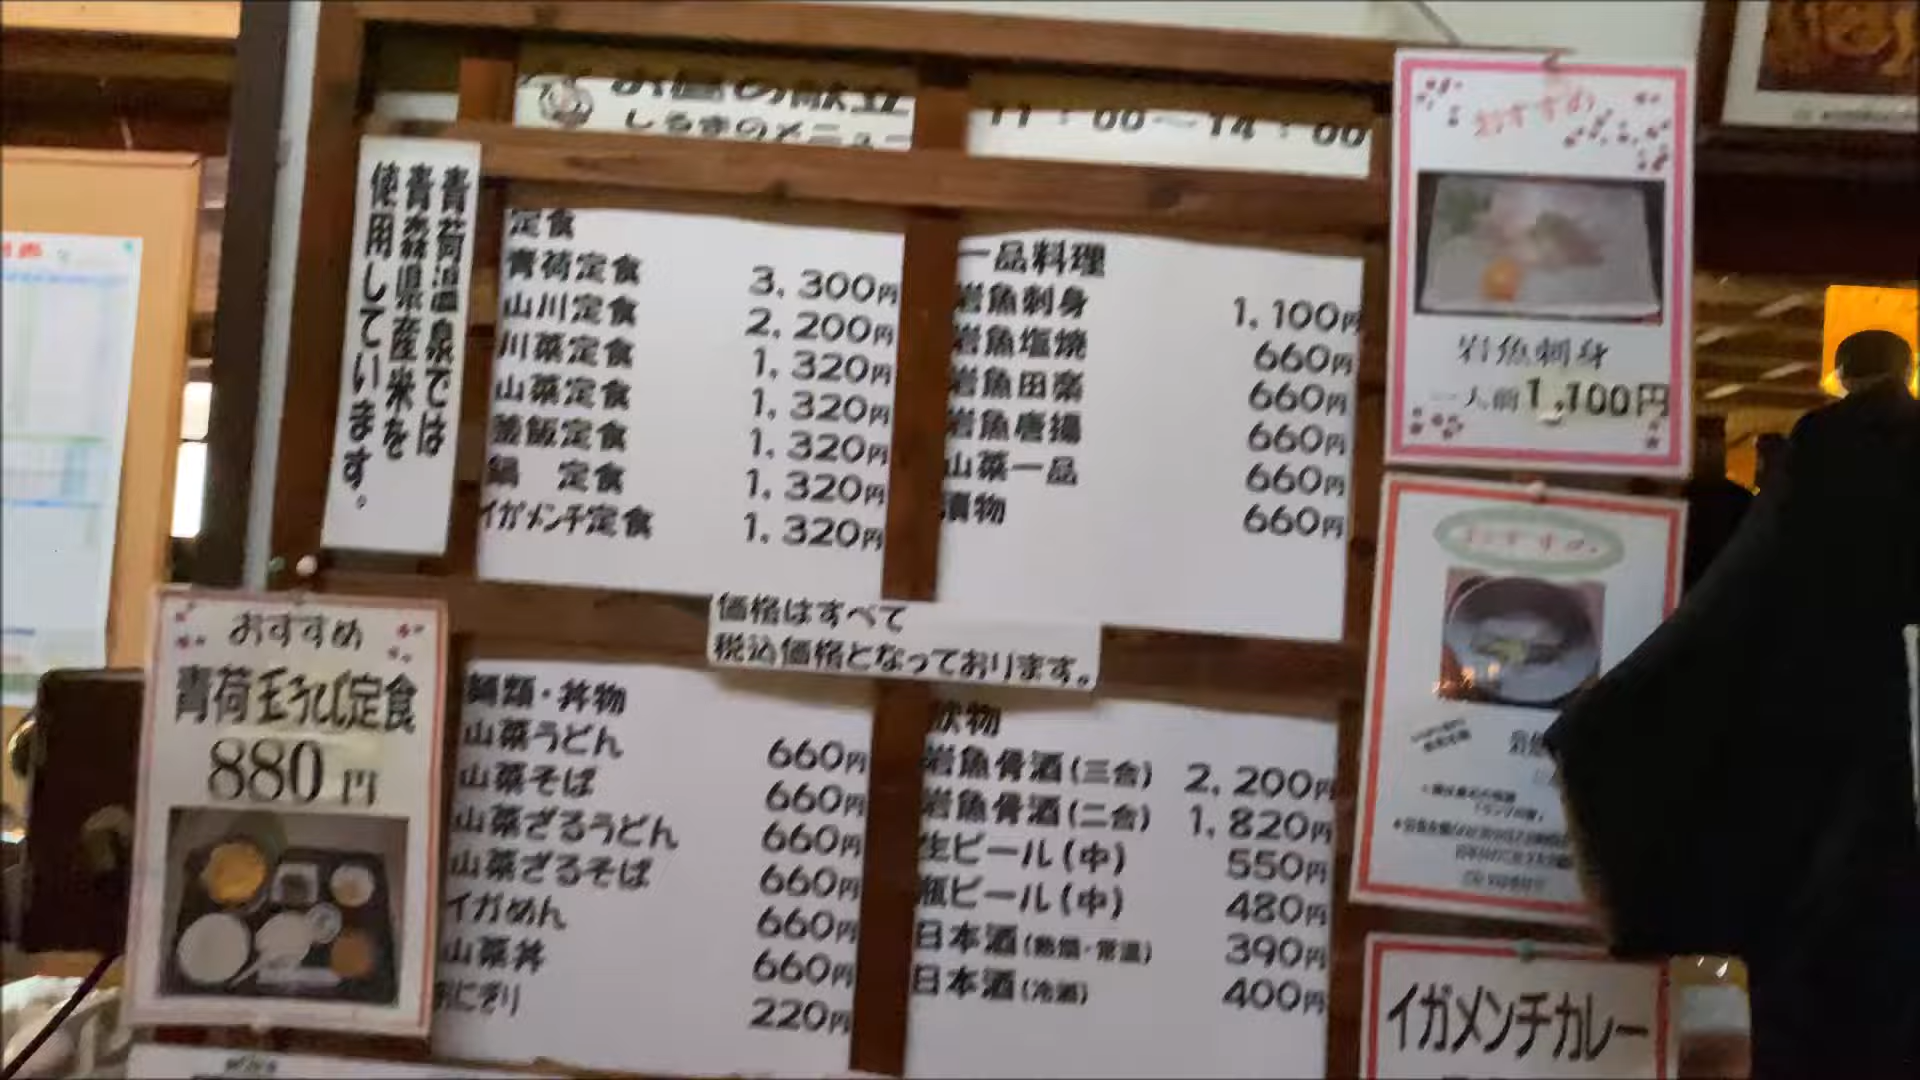 お昼の献立
しるきのメニュー
11:00〜14:00
青荷温泉では
青森県産米を
使用しています。
定食
青荷定食 3,300円
山川定食 2,200円
川菜定食 1,320円
山菜定食 1,320円
釜飯定食 1,320円
鍋 定食 1,320円
イガメンチ定食 1,320円
一品料理
岩魚刺身 1,100円
岩魚塩焼 660円
岩魚田楽 660円
岩魚唐揚 660円
山菜一品 660円
漬物 660円
価格はすべて
税込価格となっております。
麺類・丼物
山菜うどん 660円
山菜そば 660円
山菜ざるうどん 660円
山菜ざるそば 660円
イガめん 660円
山菜丼 660円
おにぎり 220円
飲物
岩魚骨酒(三合) 2,200円
岩魚骨酒(二合) 1,820円
生ビール(中) 550円
瓶ビール(中) 480円
日本酒(熱燗・常温) 390円
日本酒(冷酒) 400円
おすすめ
岩魚刺身
一人前1,100円
おすすめ
おすすめ
青荷玉子めし定食
880円
イガメンチカレー